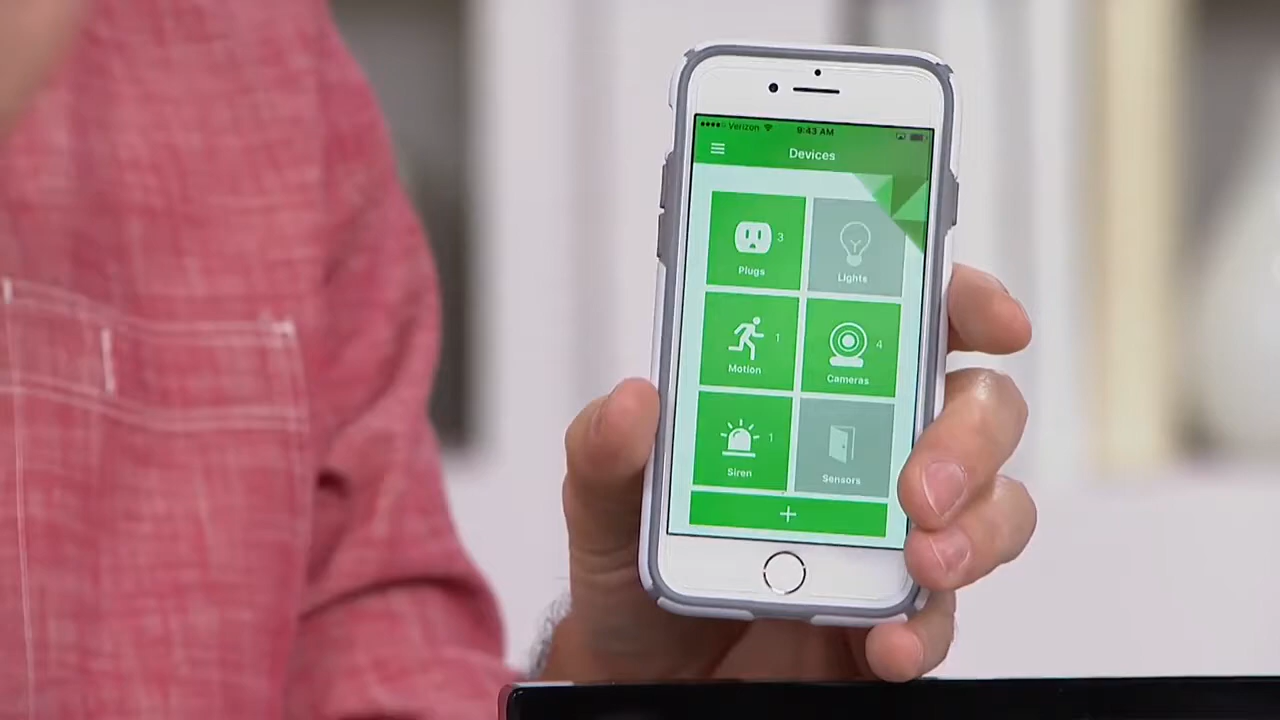 Verizon 9:43 AM
Devices
3
Plugs
Lights
1
Motion
4
Cameras
1
Siren
Sensors
+